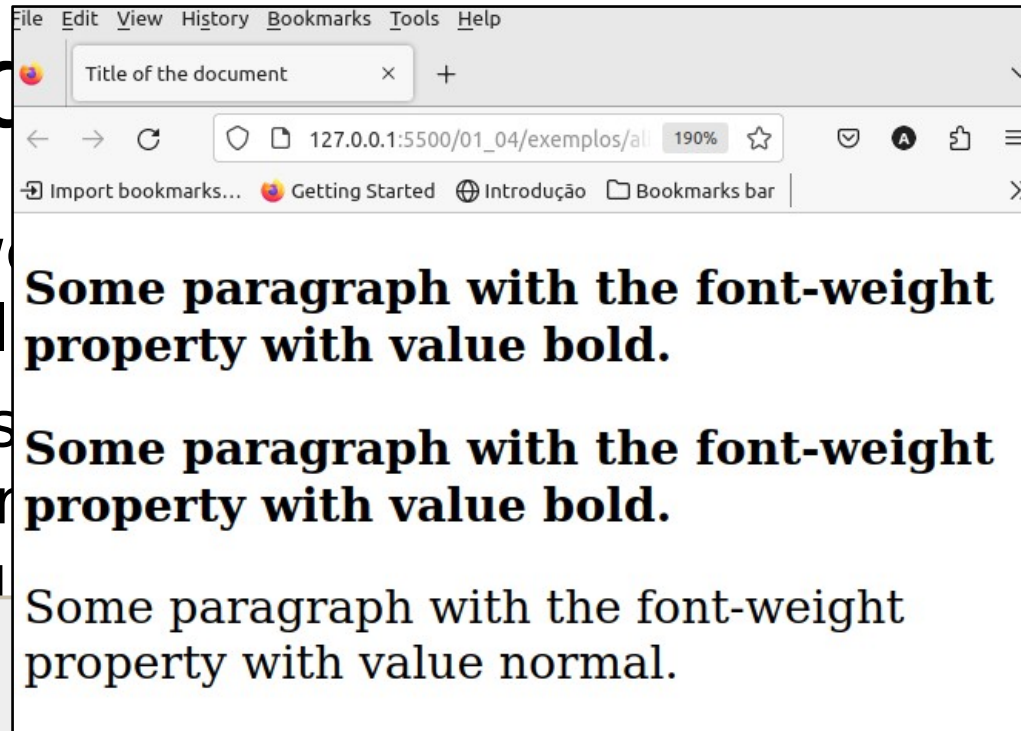 File Edit View History Bookmarks Tools Help
Title of the document
127.0.0.1:5500/01_04/exemplos/al 190%
Import bookmarks... Getting Started Introdução Bookmarks bar
Some paragraph with the font-weight
property with value bold.
Some paragraph with the font-weight
property with value bold.
Some paragraph with the font-weight
property with value normal.